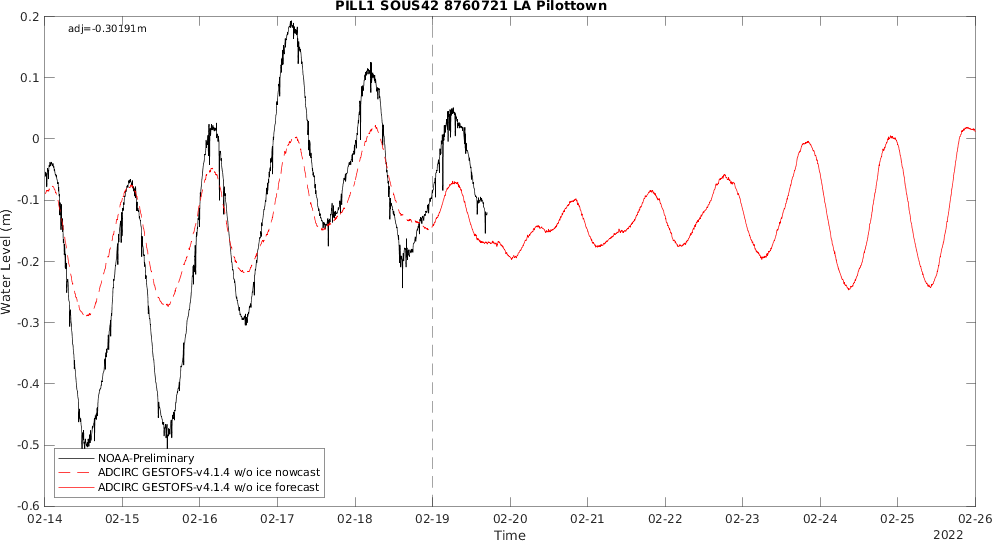 PILL1 SOUS42 8760721 LA Pilottown
adj=-0.30191m
0.2
0.1
0
-0.1
-0.2
-0.3
-0.4
-0.5
-0.6
Water Level (m)
NOAA-Preliminary
ADCIRC GESTOFS-v4.1.4 w/o ice nowcast
ADCIRC GESTOFS-v4.1.4 w/o ice forecast
02-14 02-15 02-16 02-17 02-18 02-19 02-20 02-21 02-22 02-23 02-24 02-25 02-26
Time
2022